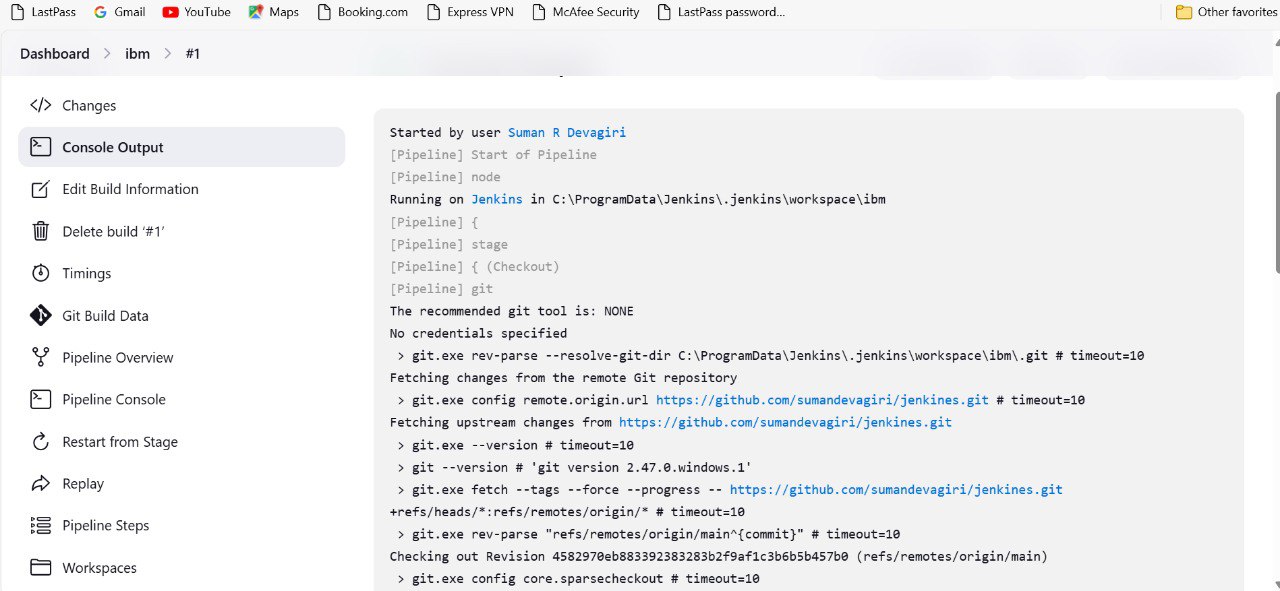 LastPass Gmail YouTube Maps Booking.com Express VPN McAfee Security LastPass password... Other favorites
Dashboard > ibm > #1
Changes
Console Output
Edit Build Information
Delete build ‘#1’
Timings
Git Build Data
Pipeline Overview
Pipeline Console
Restart from Stage
Replay
Pipeline Steps
Workspaces
Started by user Suman R Devagiri
[Pipeline] Start of Pipeline
[Pipeline] node
Running on Jenkins in C:\ProgramData\Jenkins\.jenkins\workspace\ibm
[Pipeline] {
[Pipeline] stage
[Pipeline] { (Checkout)
[Pipeline] git
The recommended git tool is: NONE
No credentials specified
> git.exe rev-parse --resolve-git-dir C:\ProgramData\Jenkins\.jenkins\workspace\ibm\.git # timeout=10
Fetching changes from the remote Git repository
> git.exe config remote.origin.url https://github.com/sumandevagiri/jenkines.git # timeout=10
Fetching upstream changes from https://github.com/sumandevagiri/jenkines.git
> git.exe --version # timeout=10
> git --version # 'git version 2.47.0.windows.1'
> git.exe fetch --tags --force --progress -- https://github.com/sumandevagiri/jenkines.git
+refs/heads/*:refs/remotes/origin/* # timeout=10
> git.exe rev-parse "refs/remotes/origin/main^{commit}" # timeout=10
Checking out Revision 4582970eb883392383283b2f9af1c3b6b5b457b0 (refs/remotes/origin/main)
> git.exe config core.sparsecheckout # timeout=10